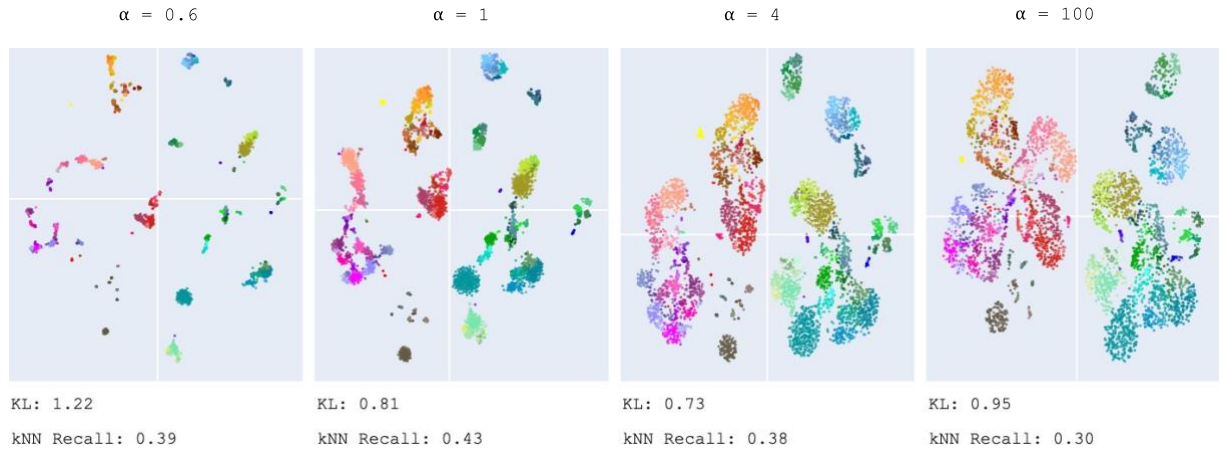 α = 0.6
α = 1
α = 4
α = 100
KL: 1.22
KL: 0.81
KL: 0.73
KL: 0.95
kNN Recall: 0.39
kNN Recall: 0.43
kNN Recall: 0.38
kNN Recall: 0.30